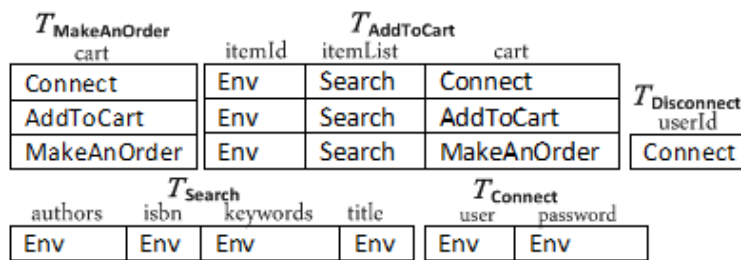 T MakeAnOrder T AddToCart
cart itemId itemList cart
Connect Env Search Connect
AddToCart Env Search AddToCart T Disconnect
userId
MakeAnOrder Env Search MakeAnOrder Connect
T Search T Connect
authors isbn keywords title user password
Env Env Env Env Env Env